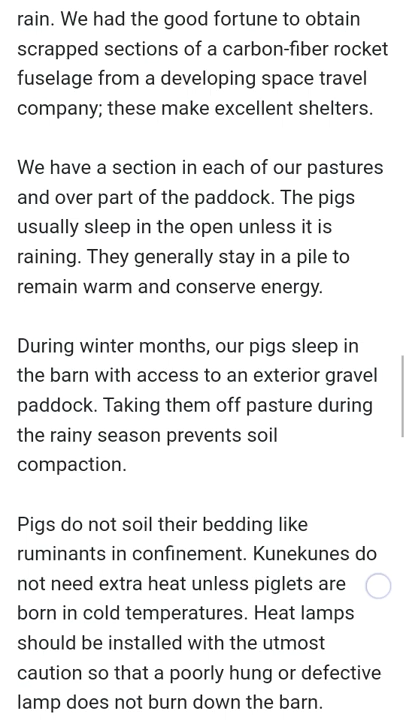 rain. We had the good fortune to obtain
scrapped sections of a carbon-fiber rocket
fuselage from a developing space travel
company; these make excellent shelters.
We have a section in each of our pastures
and over part of the paddock. The pigs
usually sleep in the open unless it is
raining. They generally stay in a pile to
remain warm and conserve energy.
During winter months, our pigs sleep in
the barn with access to an exterior gravel
paddock. Taking them off pasture during
the rainy season prevents soil
compaction.
Pigs do not soil their bedding like
ruminants in confinement. Kunekunes do
not need extra heat unless piglets are
born in cold temperatures. Heat lamps
should be installed with the utmost
caution so that a poorly hung or defective
lamp does not burn down the barn.